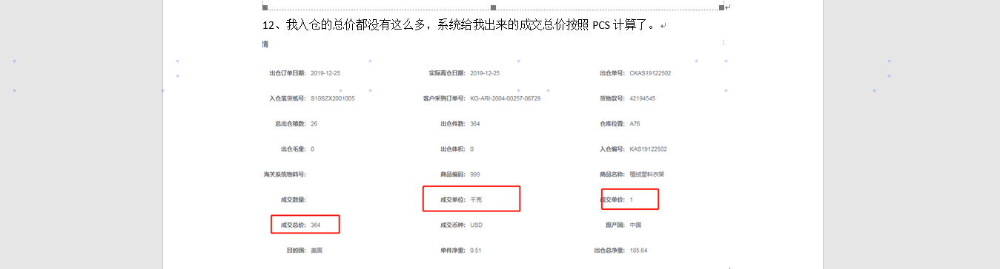 12、我入仓的总价都没有这么多，系统给我出来的成交总价按照 PCS 计算了。
情
出仓订单日期: 2019-12-25 实际离仓日期: 2019-12-25 出仓单号: CKAS19122502
入仓落货纸号: S10SZX2001005 客户采购订单号: KG-ARI-2004-00257-06729 货物款号: 42194545
总出仓箱数: 26 出仓件数: 364 仓库位置: A76
出仓毛重: 0 出仓体积: 0 入仓编号: KAS19122502
海关系统物料号: 商品编码: 999 商品名称: 植绒塑料衣架
成交数量: 成交单位: 千克 成交单价: 1
成交总价: 364 成交币种: USD 原产国: 中国
目的国: 美国 单件净重: 0.51 出仓总净重: 185.64